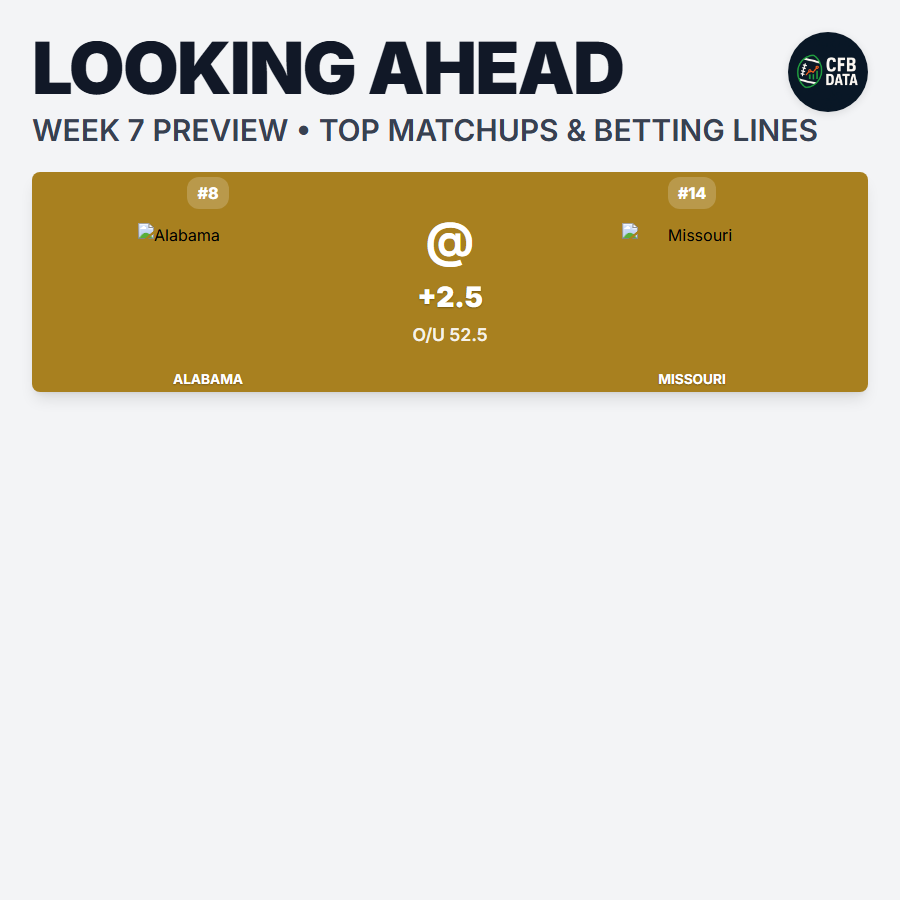 LOOKING AHEAD
CFB
DATA
WEEK 7 PREVIEW • TOP MATCHUPS & BETTING LINES
#8
#14
Alabama
@
Missouri
+2.5
O/U 52.5
ALABAMA
MISSOURI